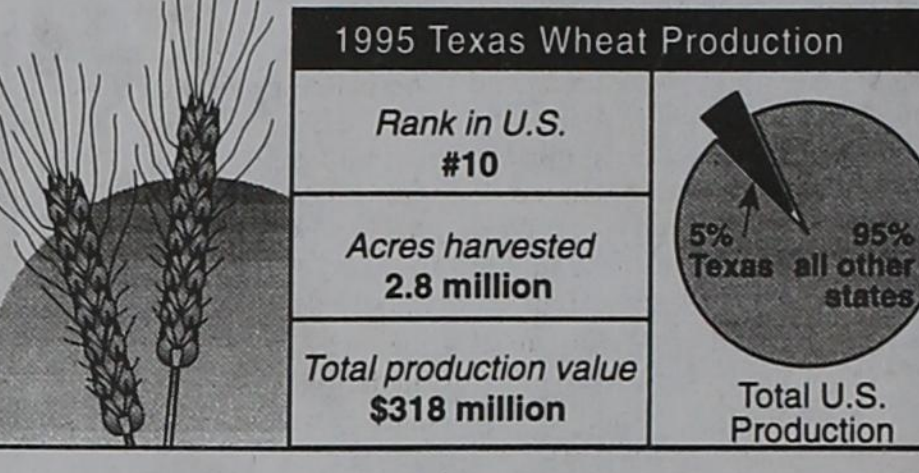 1995 Texas Wheat Production
Rank in U.S.
#10
Acres harvested
2.8 million
Total production value
$318 million
5%
Texas
95%
all other
states
Total U.S.
Production